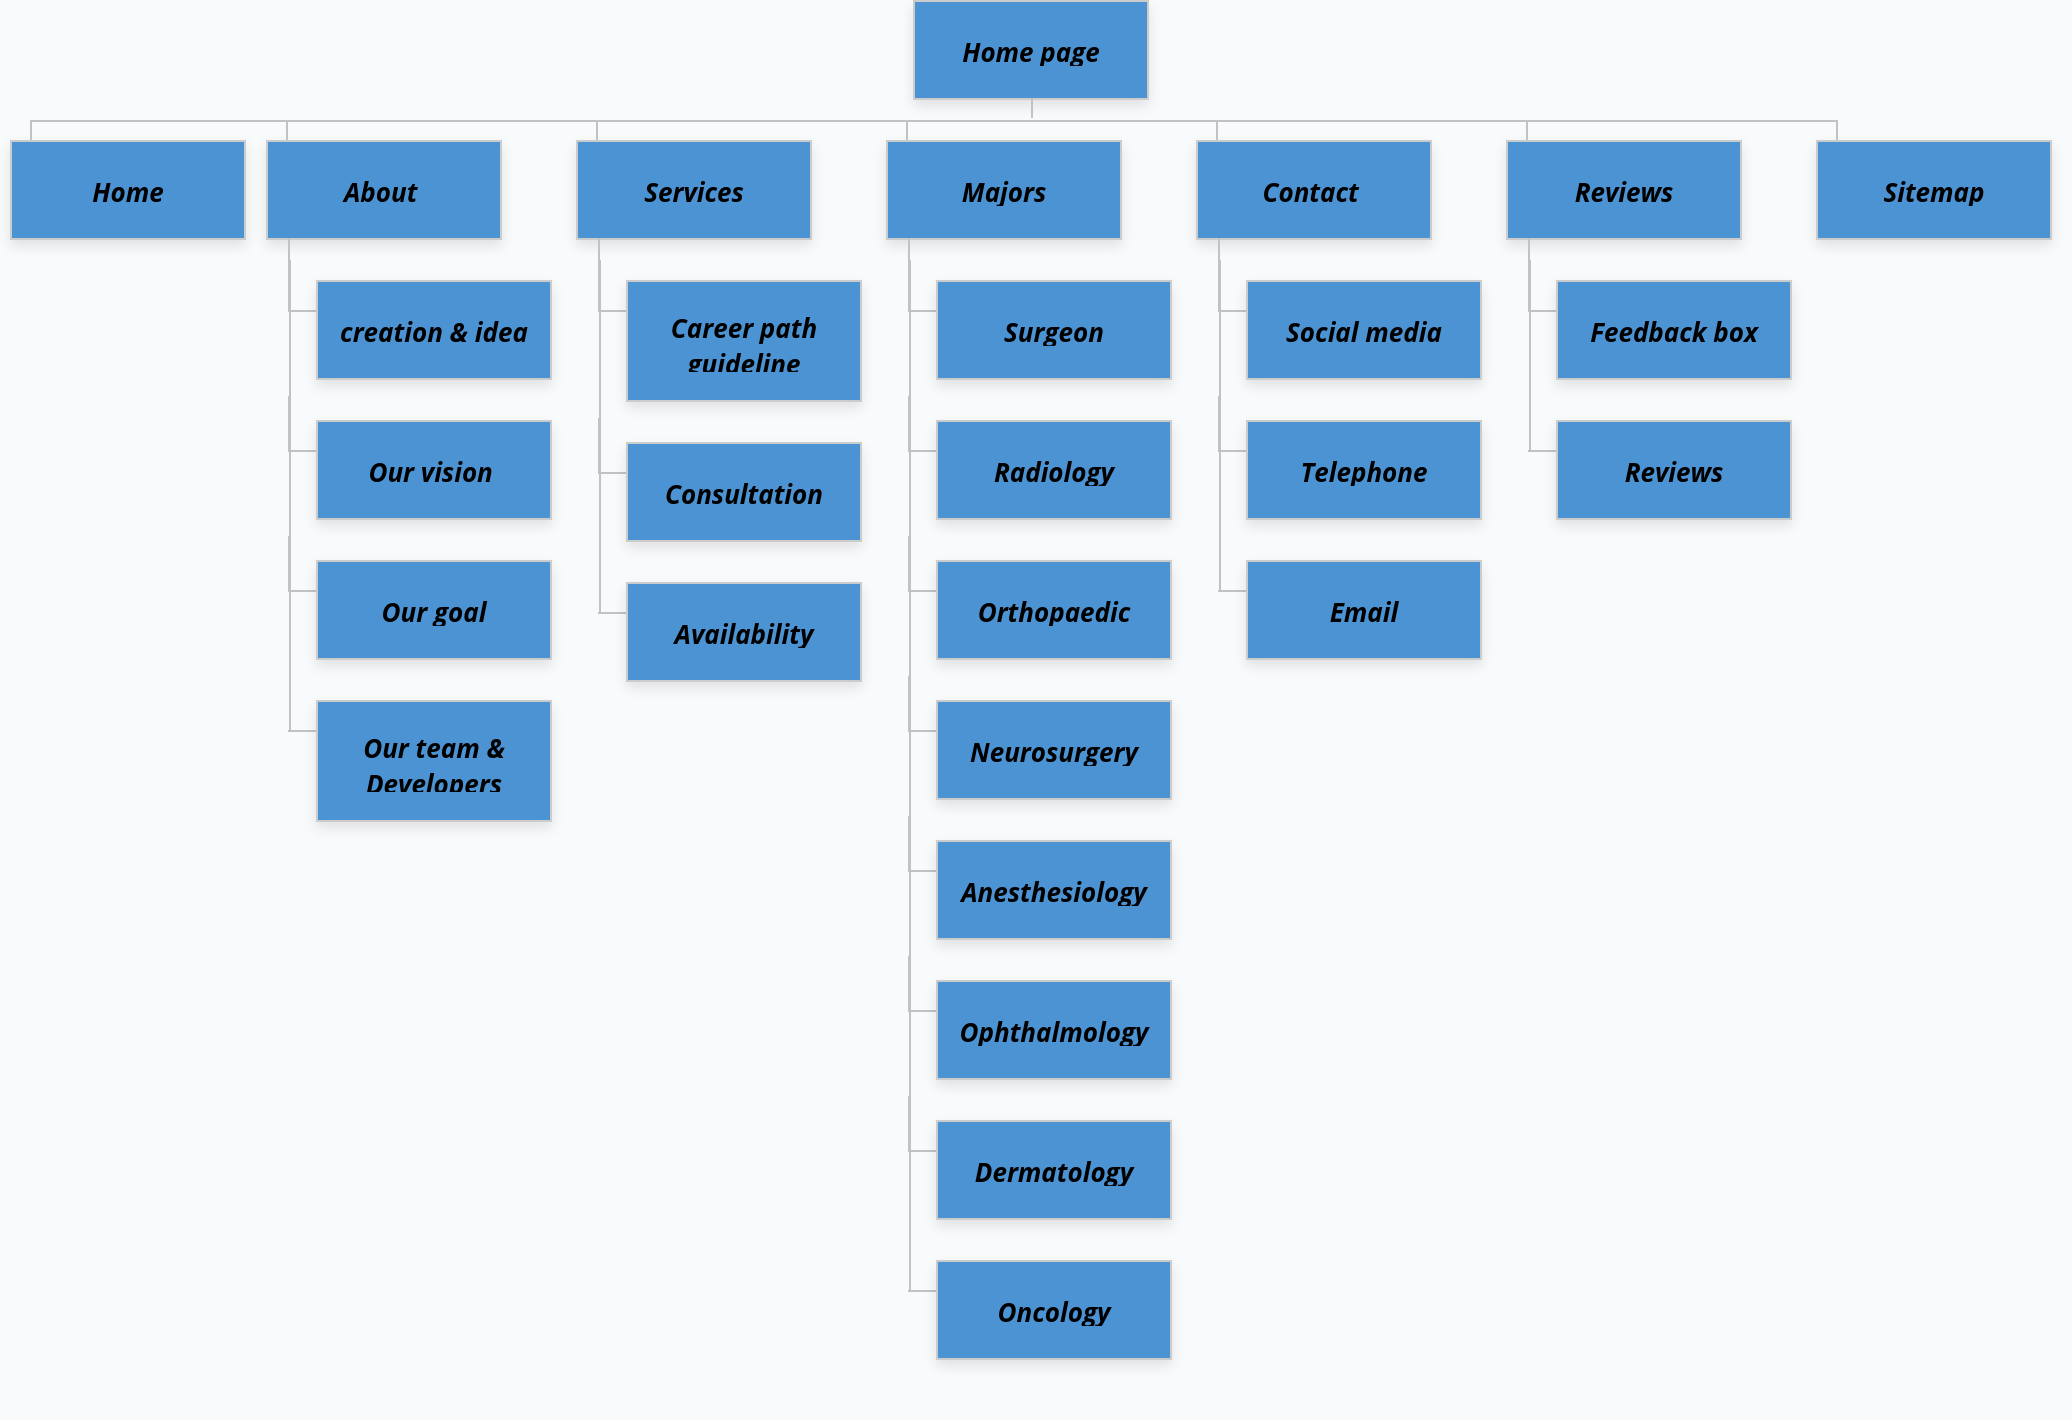 Home page
Home
About
Services
Majors
Contact
Reviews
Sitemap
creation & idea
Our vision
Our goal
Our team &
Developers
Career path
guideline
Consultation
Availability
Surgeon
Radiology
Orthopaedic
Neurosurgery
Anesthesiology
Ophthalmology
Dermatology
Oncology
Social media
Telephone
Email
Feedback box
Reviews